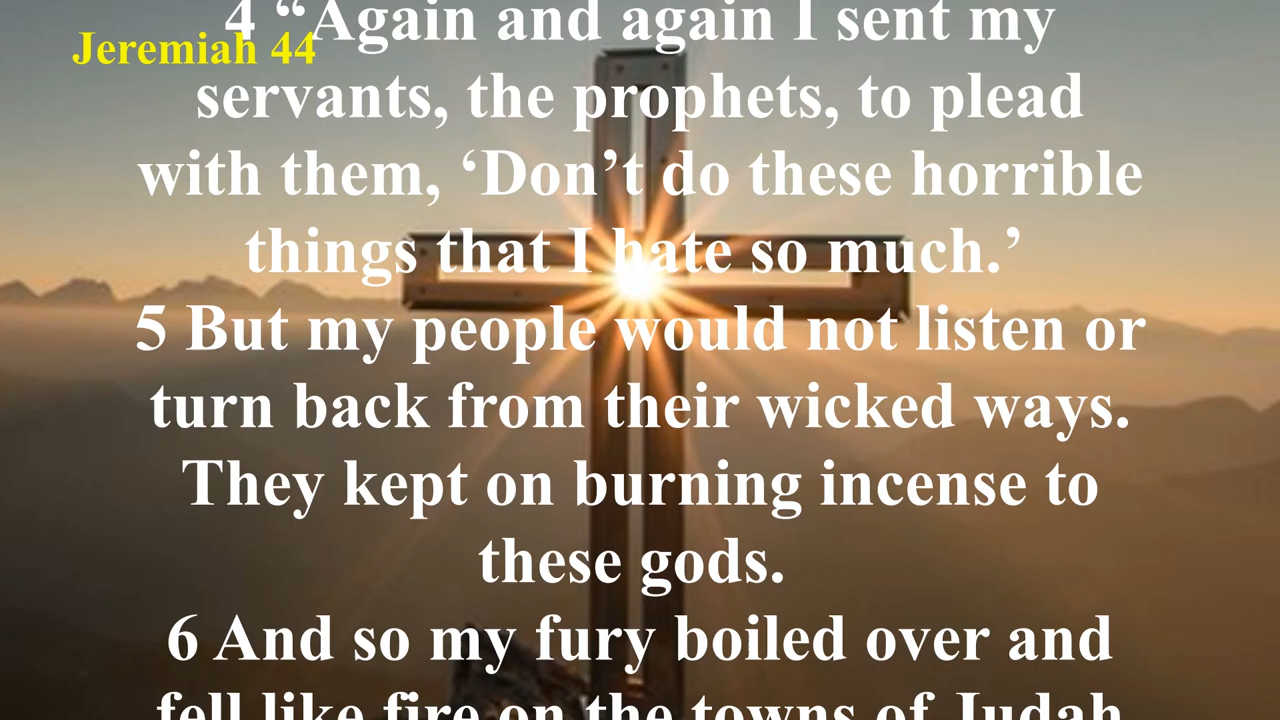 Jeremiah 44
4 “Again and again I sent my
servants, the prophets, to plead
with them, ‘Don’t do these horrible
things that I hate so much.’
5 But my people would not listen or
turn back from their wicked ways.
They kept on burning incense to
these gods.
6 And so my fury boiled over and
fell like fire on the towns of Judah